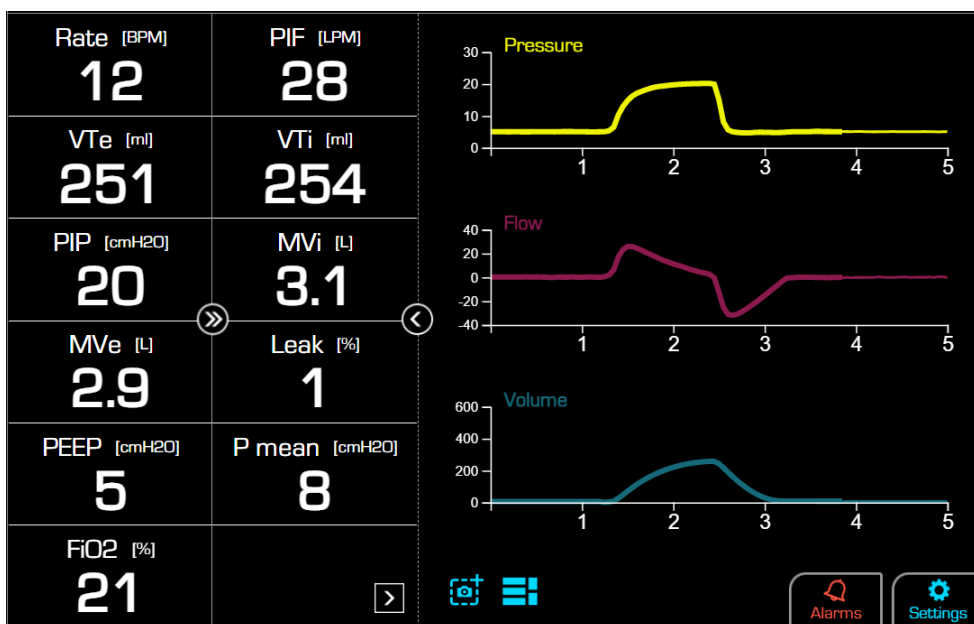 Rate [BPM]
12
PIF [LPM]
28
VTe [ml]
251
VTi [ml]
254
PIP [cmH2O]
20
MVi [L]
3.1
MVe [L]
2.9
Leak [%]
1
PEEP [cmH2O]
5
P mean [cmH2O]
8
FiO2 [%]
21
Pressure
30
20
10
0
1 2 3 4 5
Flow
40
20
0
-20
-40
1 2 3 4 5
Volume
600
400
200
0
1 2 3 4 5
Alarms
Settings